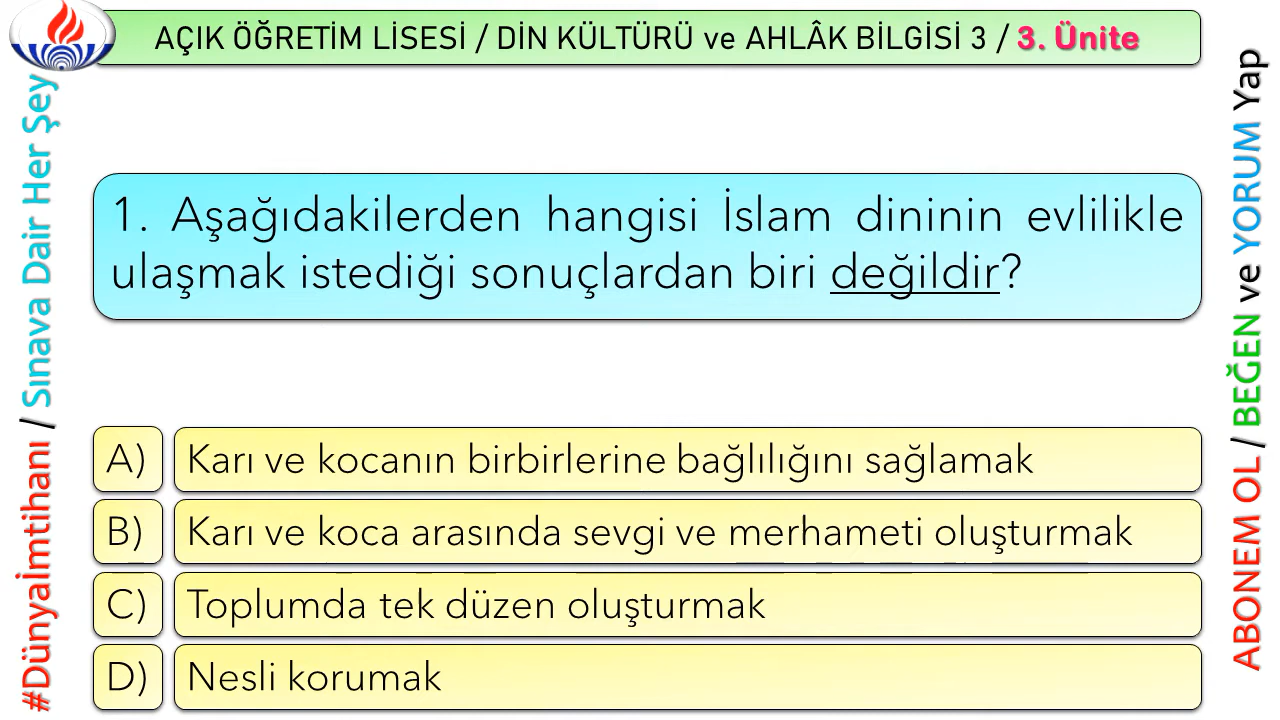 AÇIK ÖĞRETİM LİSESİ / DİN KÜLTÜRÜ ve AHLÂK BİLGİSİ 3 / 3. Ünite
#Dünyaİmtihanı / Sınava Dair Her Şey
1. Aşağıdakilerden hangisi İslam dininin evlilikle
ulaşmak istediği sonuçlardan biri değildir?
A) Karı ve kocanın birbirlerine bağlılığını sağlamak
B) Karı ve koca arasında sevgi ve merhameti oluşturmak
C) Toplumda tek düzen oluşturmak
D) Nesli korumak
ABONEM OL / BEĞEN ve YORUM Yap